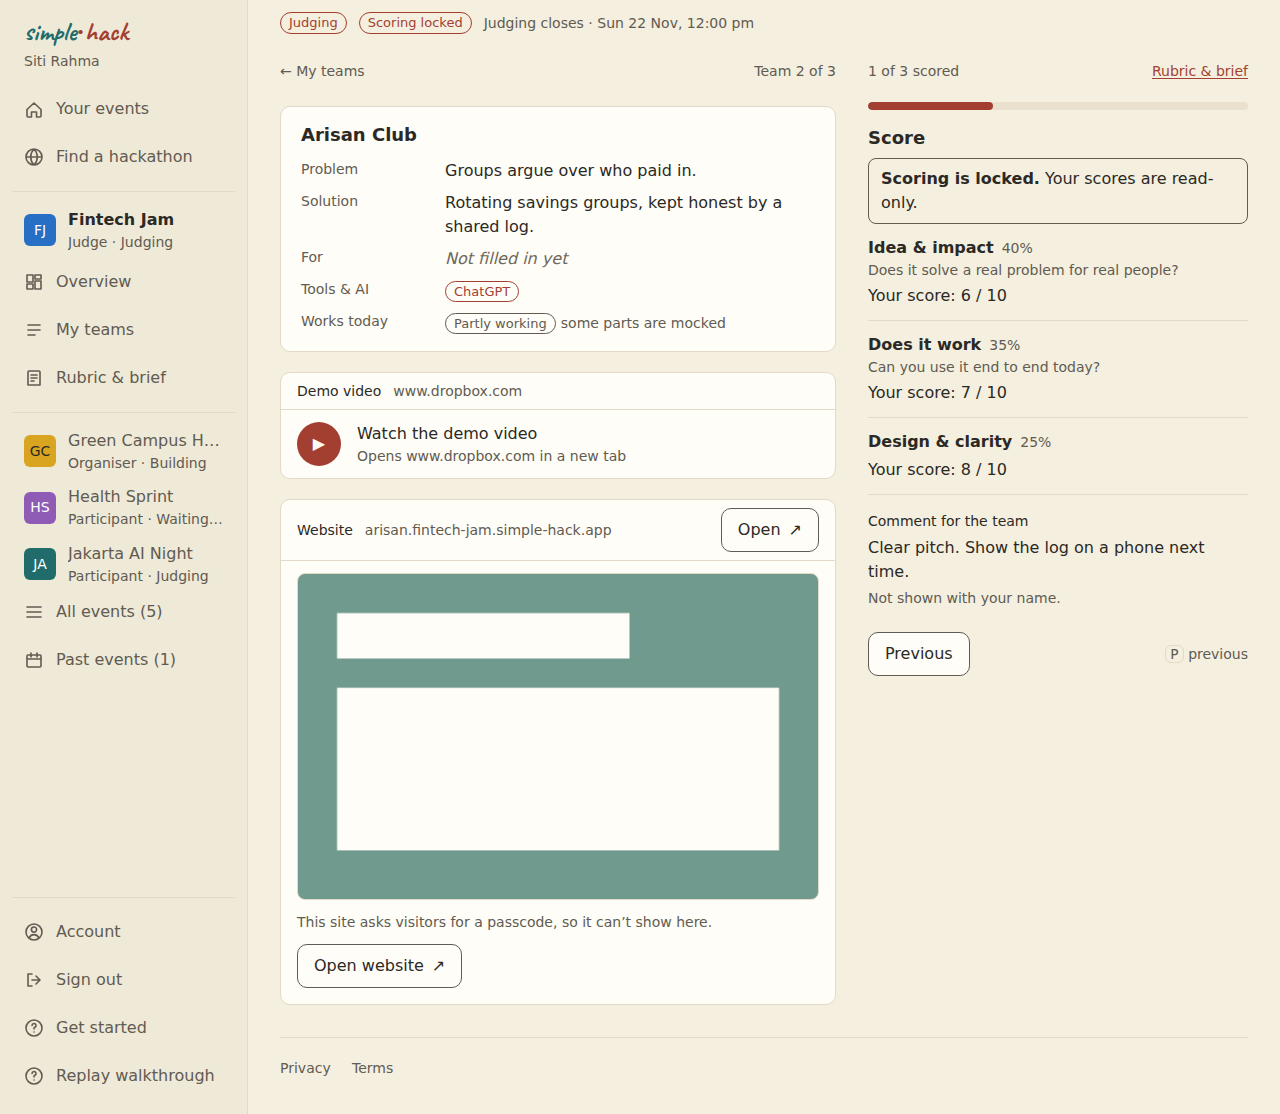 simple·hack
Siti Rahma
Your events
Find a hackathon
FJ
Fintech Jam
Judge · Judging
Overview
My teams
Rubric & brief
GC
Green Campus H…
Organiser · Building
HS
Health Sprint
Participant · Waiting…
JA
Jakarta AI Night
Participant · Judging
All events (5)
Past events (1)
Account
Sign out
Get started
Replay walkthrough
Judging
Scoring locked
Judging closes · Sun 22 Nov, 12:00 pm
← My teams
Team 2 of 3
Arisan Club
Problem
Groups argue over who paid in.
Solution
Rotating savings groups, kept honest by a
shared log.
For
Not filled in yet
Tools & AI
ChatGPT
Works today
Partly working some parts are mocked
Demo video www.dropbox.com
Watch the demo video
Opens www.dropbox.com in a new tab
Website arisan.fintech-jam.simple-hack.app
Open ↗
This site asks visitors for a passcode, so it can’t show here.
Open website ↗
1 of 3 scored
Rubric & brief
Score
Scoring is locked. Your scores are read-
only.
Idea & impact 40%
Does it solve a real problem for real people?
Your score: 6 / 10
Does it work 35%
Can you use it end to end today?
Your score: 7 / 10
Design & clarity 25%
Your score: 8 / 10
Comment for the team
Clear pitch. Show the log on a phone next
time.
Not shown with your name.
Previous
P previous
Privacy
Terms